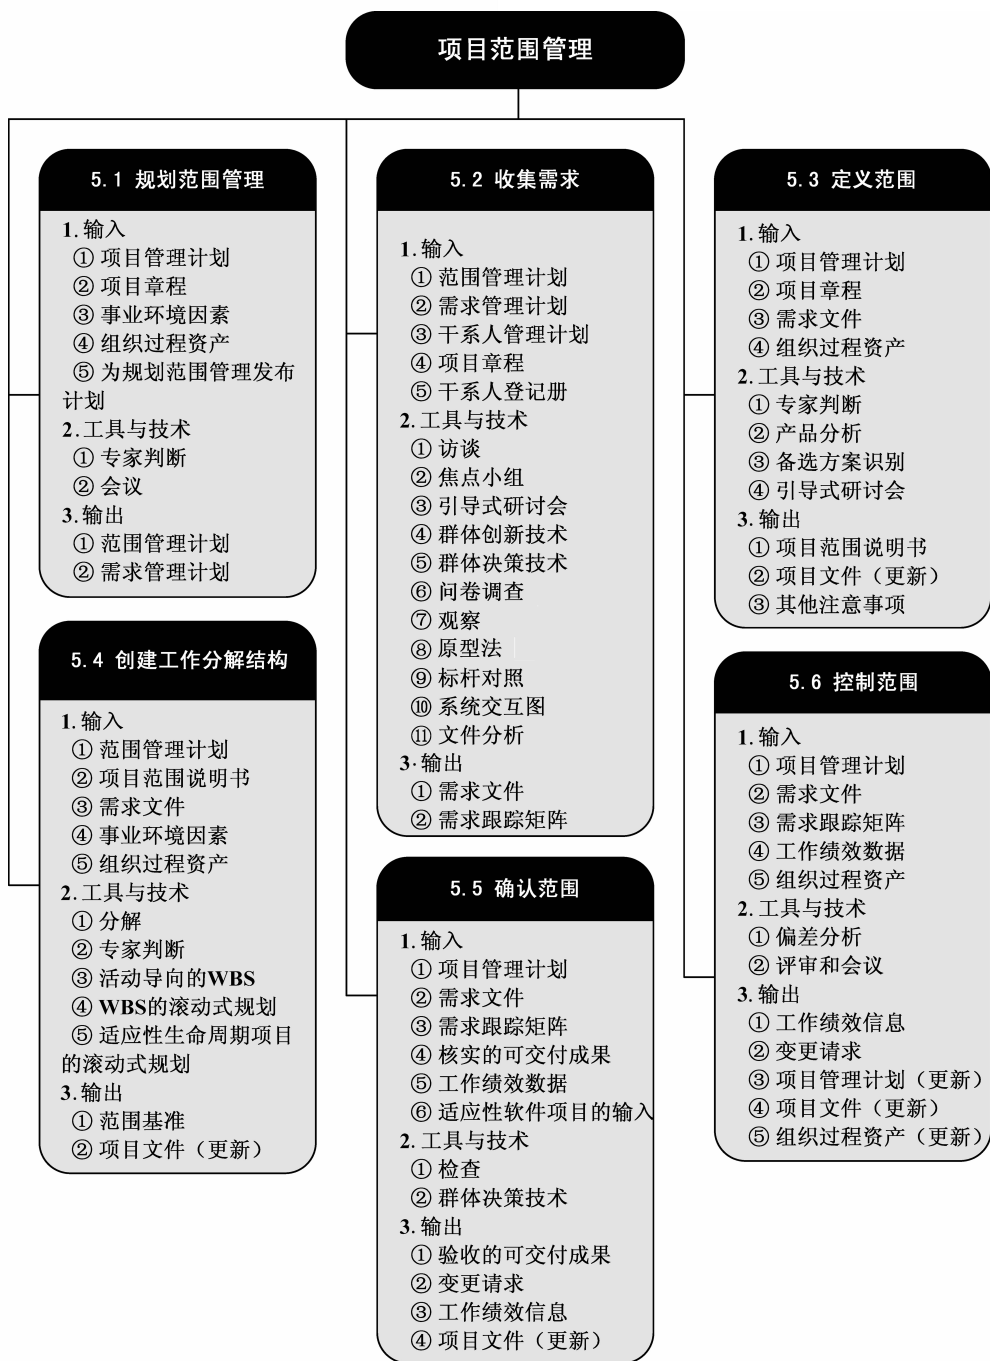 项目范围管理
5.1 规划范围管理
1.输入
① 项目管理计划
② 项目章程
③ 事业环境因素
④ 组织过程资产
⑤ 为规划范围管理发布
计划
2.工具与技术
① 专家判断
② 会议
3.输出
① 范围管理计划
② 需求管理计划
5.2 收集需求
1.输入
① 范围管理计划
② 需求管理计划
③ 干系人管理计划
④ 项目章程
⑤ 干系人登记册
2.工具与技术
① 访谈
② 焦点小组
③ 引导式研讨会
④ 群体创新技术
⑤ 群体决策技术
⑥ 问卷调查
⑦ 观察
⑧ 原型法
⑨ 标杆对照
⑩ 系统交互图
⑪ 文件分析
3.输出
① 需求文件
② 需求跟踪矩阵
5.3 定义范围
1.输入
① 项目管理计划
② 项目章程
③ 需求文件
④ 组织过程资产
2.工具与技术
① 专家判断
② 产品分析
③ 备选方案识别
④ 引导式研讨会
3.输出
① 项目范围说明书
② 项目文件（更新）
③ 其他注意事项
5.4 创建工作分解结构
1.输入
① 范围管理计划
② 项目范围说明书
③ 需求文件
④ 事业环境因素
⑤ 组织过程资产
2.工具与技术
① 分解
② 专家判断
③ 活动导向的WBS
④ WBS的滚动式规划
⑤ 适应性生命周期项目
的滚动式规划
3.输出
① 范围基准
② 项目文件（更新）
5.5 确认范围
1.输入
① 项目管理计划
② 需求文件
③ 需求跟踪矩阵
④ 核实的可交付成果
⑤ 工作绩效数据
⑥ 适应性软件项目的输入
2.工具与技术
① 检查
② 群体决策技术
3.输出
① 验收的可交付成果
② 变更请求
③ 工作绩效信息
④ 项目文件（更新）
5.6 控制范围
1.输入
① 项目管理计划
② 需求文件
③ 需求跟踪矩阵
④ 工作绩效数据
⑤ 组织过程资产
2.工具与技术
① 偏差分析
② 评审和会议
3.输出
① 工作绩效信息
② 变更请求
③ 项目管理计划（更新）
④ 项目文件（更新）
⑤ 组织过程资产（更新）